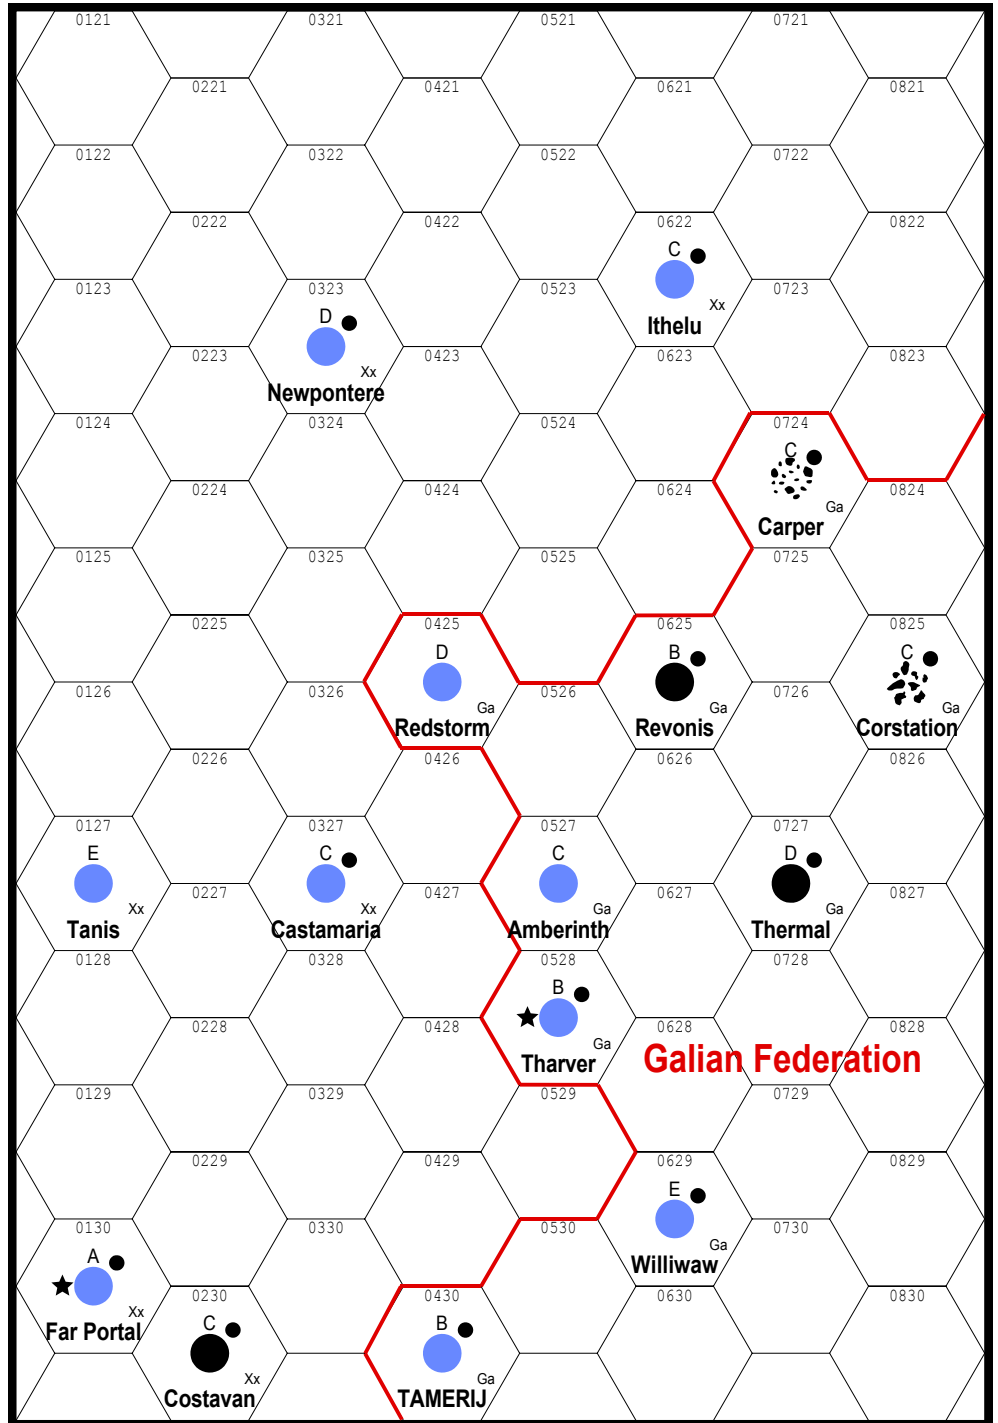 0121 0321 0521 0721
0221 0421 0621 0821
0122 0322 0522 0722
0222 0422 0622 0822
C
0123 0323 0523 0723
Xx
D
Ithelu
0223 0423 0623 0823
Xx
Newpontere
0124 0324 0524 0724
C
0224 0424 0624 0824
Ga
Carper
0125 0325 0525 0725
0225 0425 0625 0825
D B C
0126 0326 0526 0726
Ga Ga Ga
Redstorm Revonis Corstation
0226 0426 0626 0826
0127 0327 0527 0727
E C C D
0227 0427 0627 0827
Xx Xx Ga Ga
Tanis Castamaria Amberinth Thermal
0128 0328 0528 0728
B
0228 0428 0628 0828
Ga
Galian Federation
Tharver
0129 0329 0529 0729
0229 0429 0629 0829
E
0130 0330 0530 0730
Ga
A
Williwaw
0230 0430 0630 0830
Xx
C B
Far Portal
Xx Ga
Costavan TAMERIJ